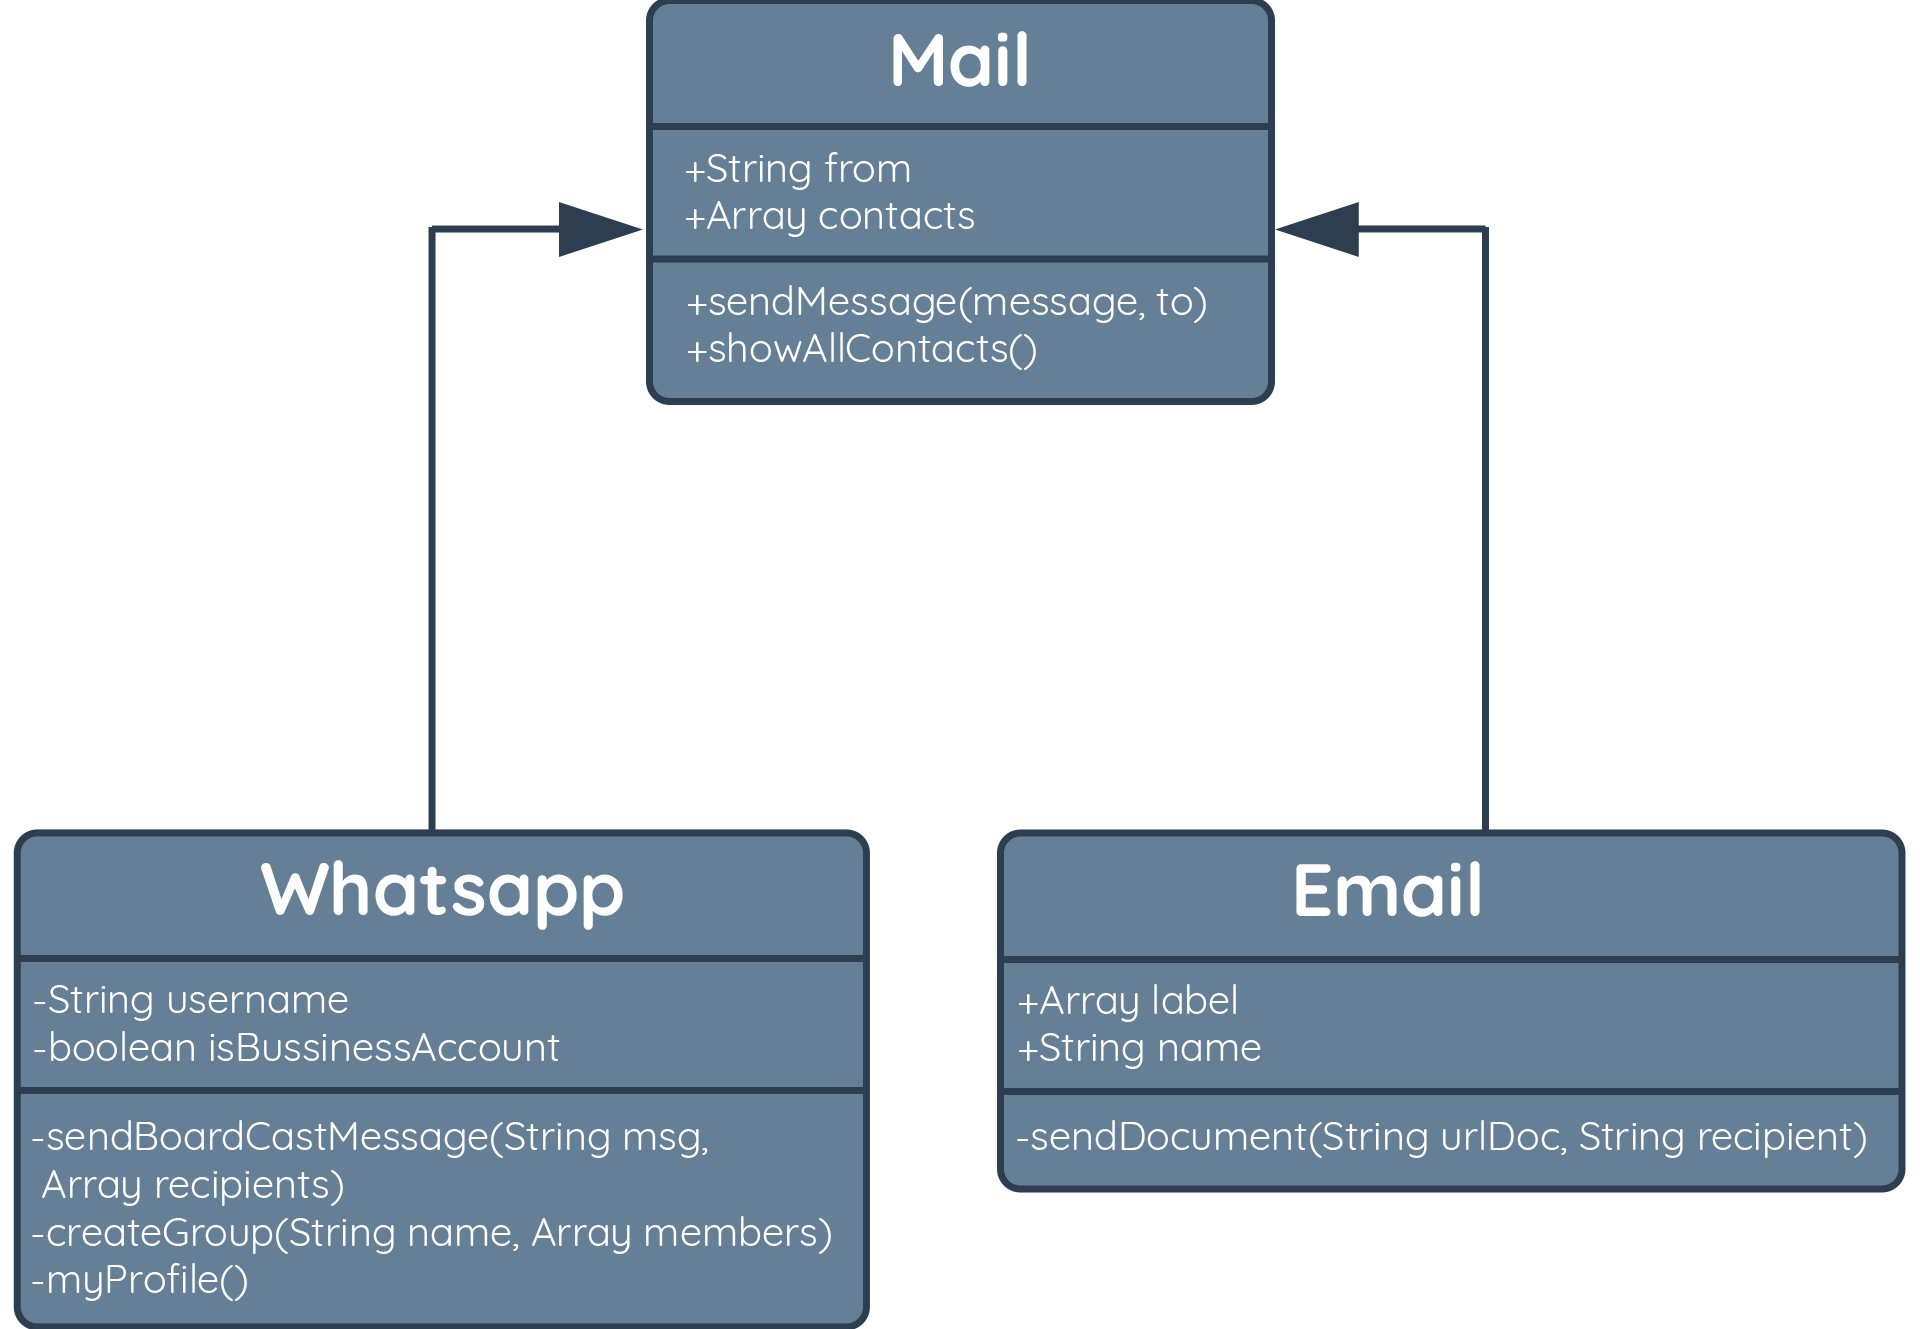 Mail
+String from
+Array contacts
+sendMessage(message, to)
+showAllContacts()
Whatsapp
-String username
-boolean isBussinessAccount
-sendBoardCastMessage(String msg,
Array recipients)
-createGroup(String name, Array members)
-myProfile()
Email
+Array label
+String name
-sendDocument(String urlDoc, String recipient)